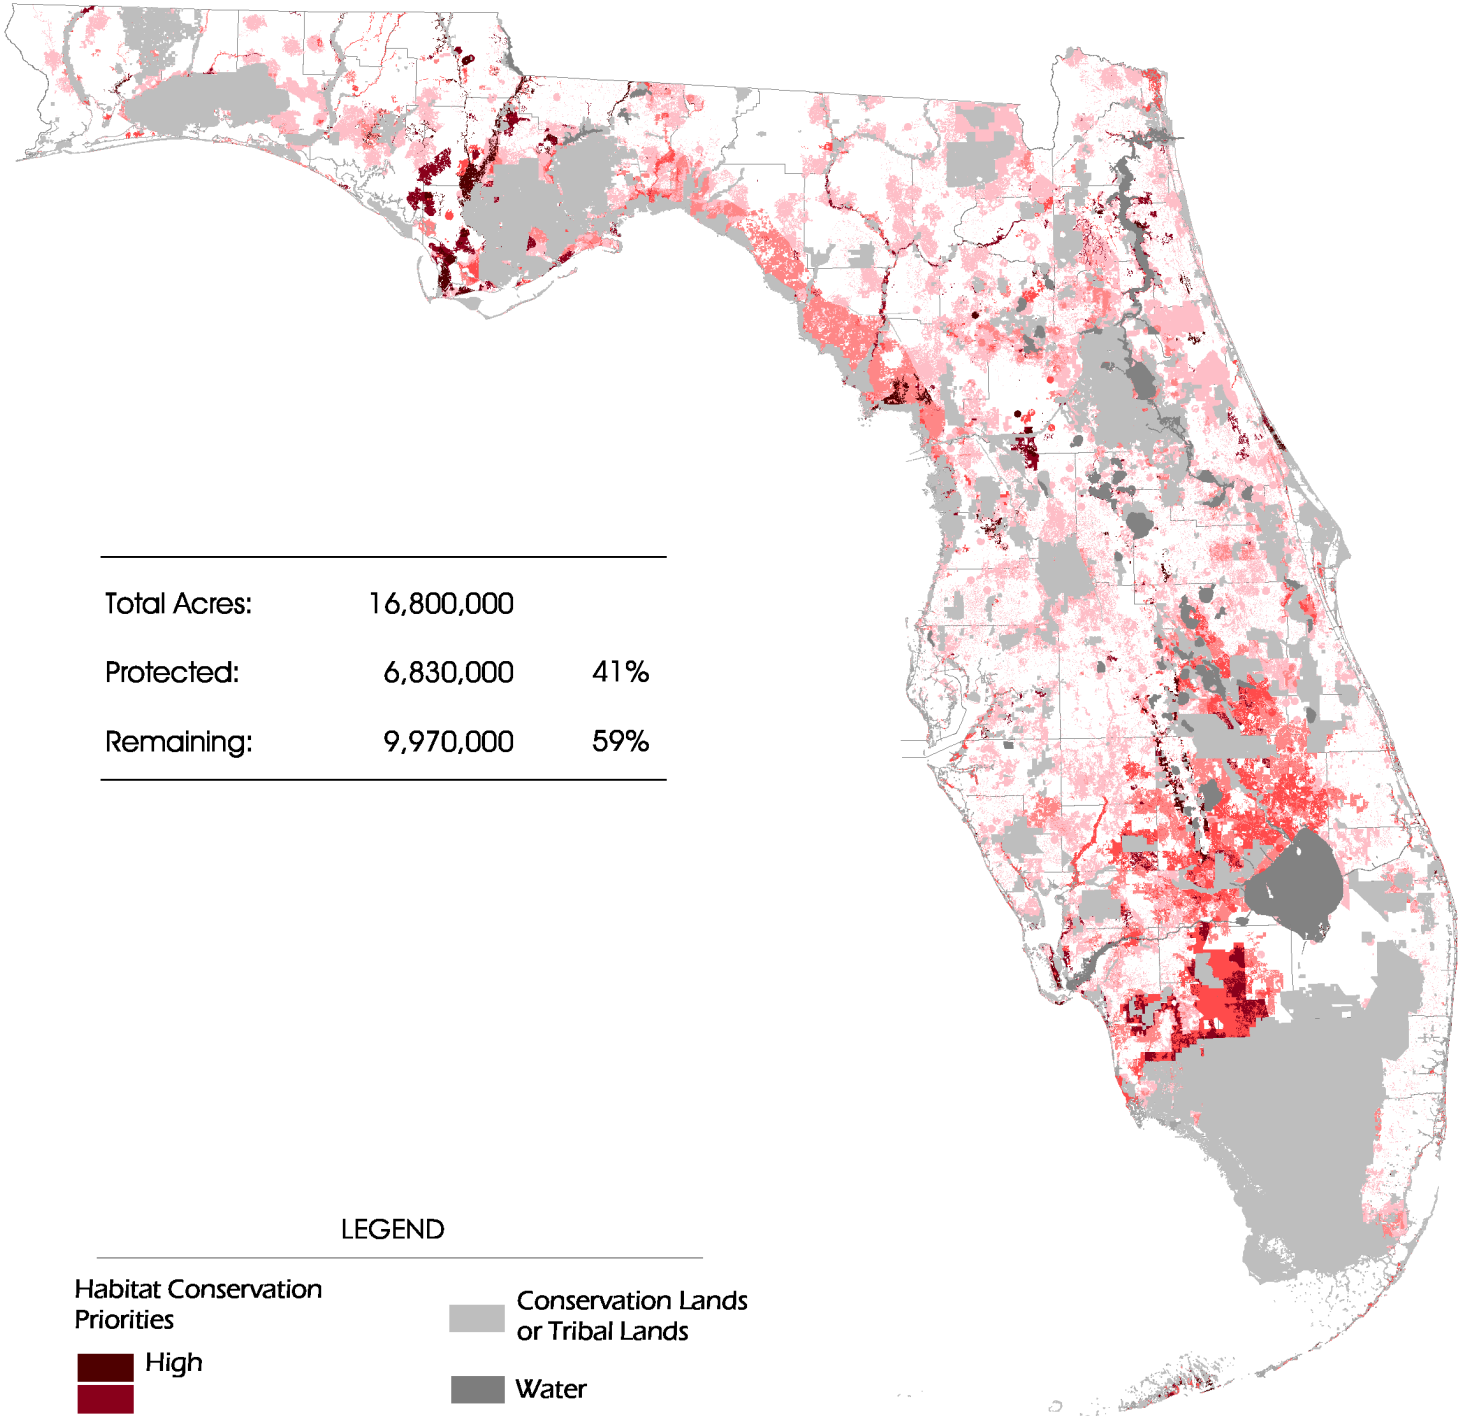 Total Acres: 16,800,000
Protected: 6,830,000 41%
Remaining: 9,970,000 59%
LEGEND
Habitat Conservation
Priorities
High
Conservation Lands
or Tribal Lands
Water